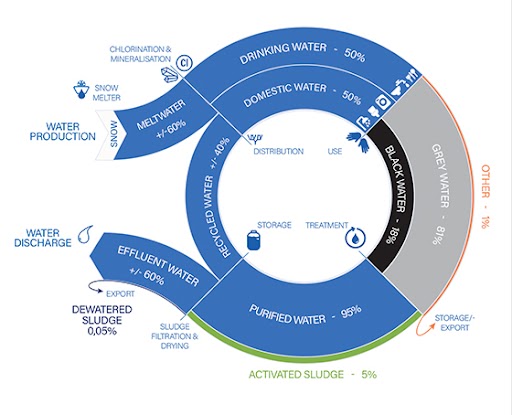 CHLORINATION &
MINERALISATION
Cl
DRINKING WATER - 50%
DOMESTIC WATER - 50%
SNOW
MELTER
WATER
PRODUCTION
SNOW
MELTWATER
+/-60%
RECYCLED WATER +/- 40%
DISTRIBUTION
USE
BLACK WATER - 18%
GREY WATER - 81%
OTHER - 1%
WATER
DISCHARGE
EFFLUENT WATER
+/- 60%
STORAGE
TREATMENT
EXPORT
DEWATERED
SLUDGE
0,05%
SLUDGE
FILTRATION &
DRYING
PURIFIED WATER - 95%
STORAGE/-
EXPORT
ACTIVATED SLUDGE - 5%